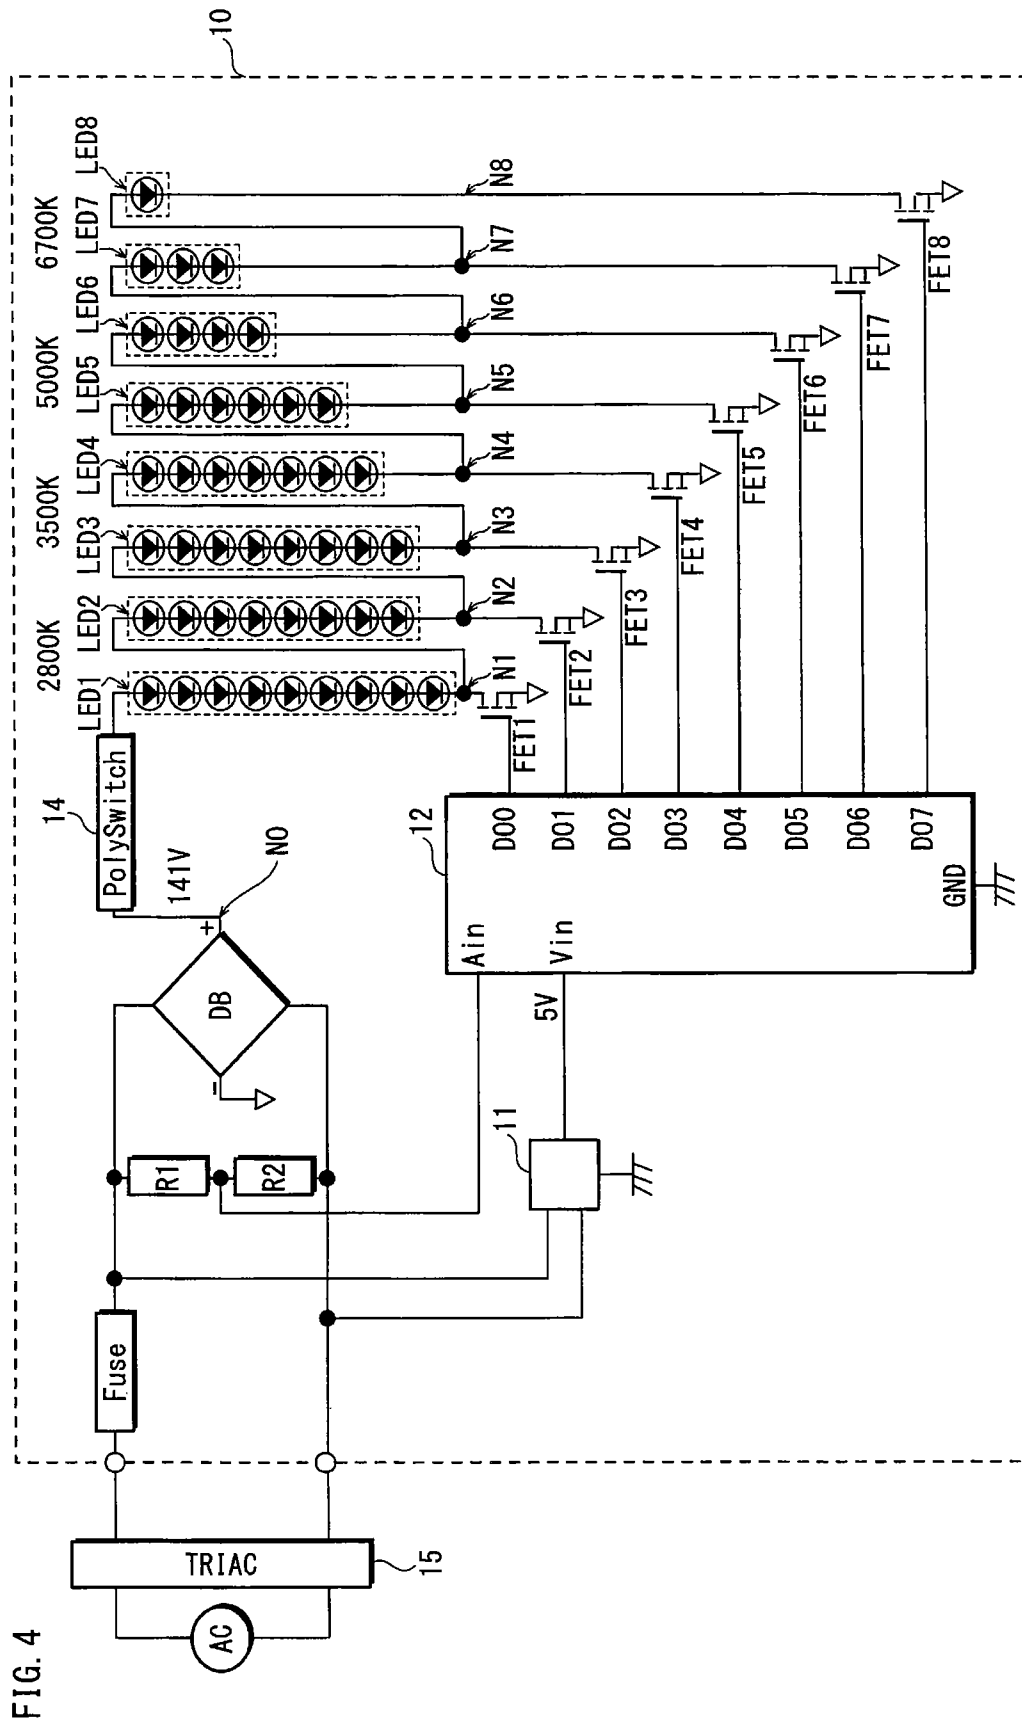 FIG. 4
10
2800K
3500K
5000K
6700K
LED1
LED2
LED3
LED4
LED5
LED6
LED7
LED8
14
PolySwitch
141V
N0
+
-
DB
Fuse
R1
R2
TRIAC
15
AC
N1
N2
N3
N4
N5
N6
N7
N8
11
5V
12
Ain
Vin
DO0
DO1
DO2
DO3
DO4
DO5
DO6
DO7
GND
FET1
FET2
FET3
FET4
FET5
FET6
FET7
FET8